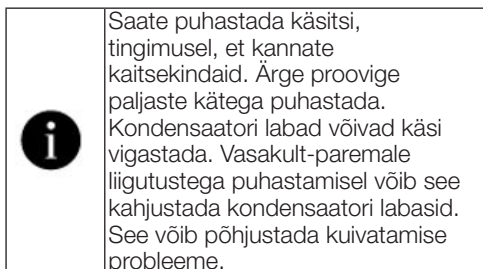 Saate puhastada käsitsi,
tingimusel, et kannate
kaitsekindaid. Ärge proovige
paljaste kätega puhastada.
Kondensaatori labad võivad käsi
vigastada. Vasakult-paremale
liigutustega puhastamisel võib see
kahjustada kondensaatori labasid.
See võib põhjustada kuivatamise
probleeme.